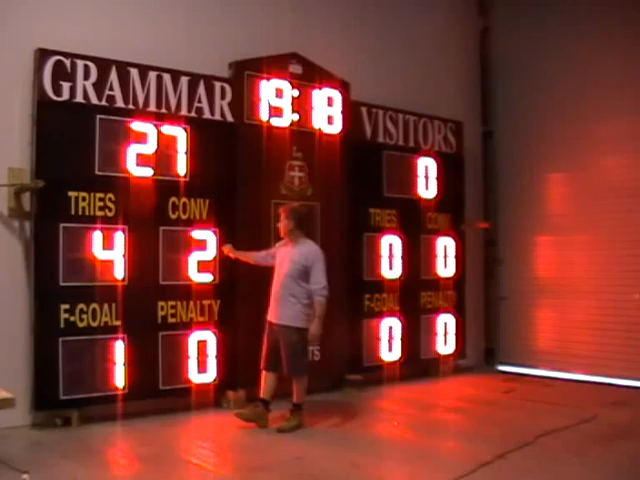 GRAMMAR
19:18
VISITORS
27
0
TRIES CONV
TRIES CONV
4 2
0 0
F-GOAL PENALTY
F-GOAL PENALTY
1 0
0 0